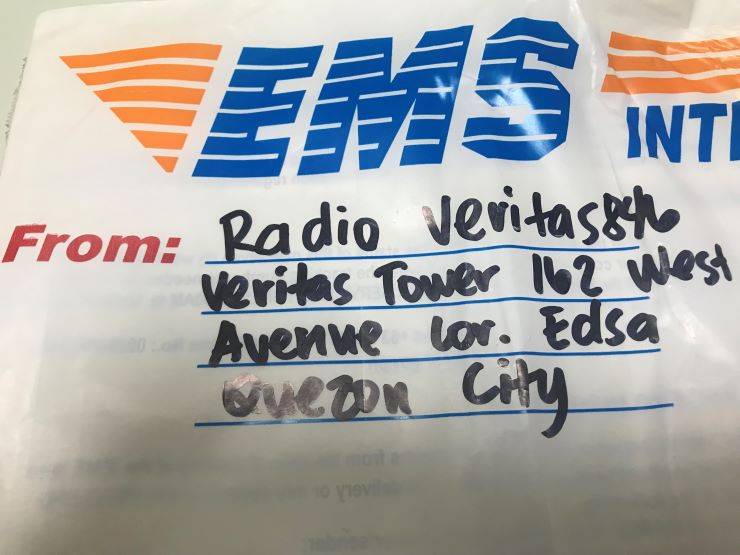 EMS
INT
From: Radio Veritas846
Veritas Tower 162 West
Avenue Cor. Edsa
Quezon City